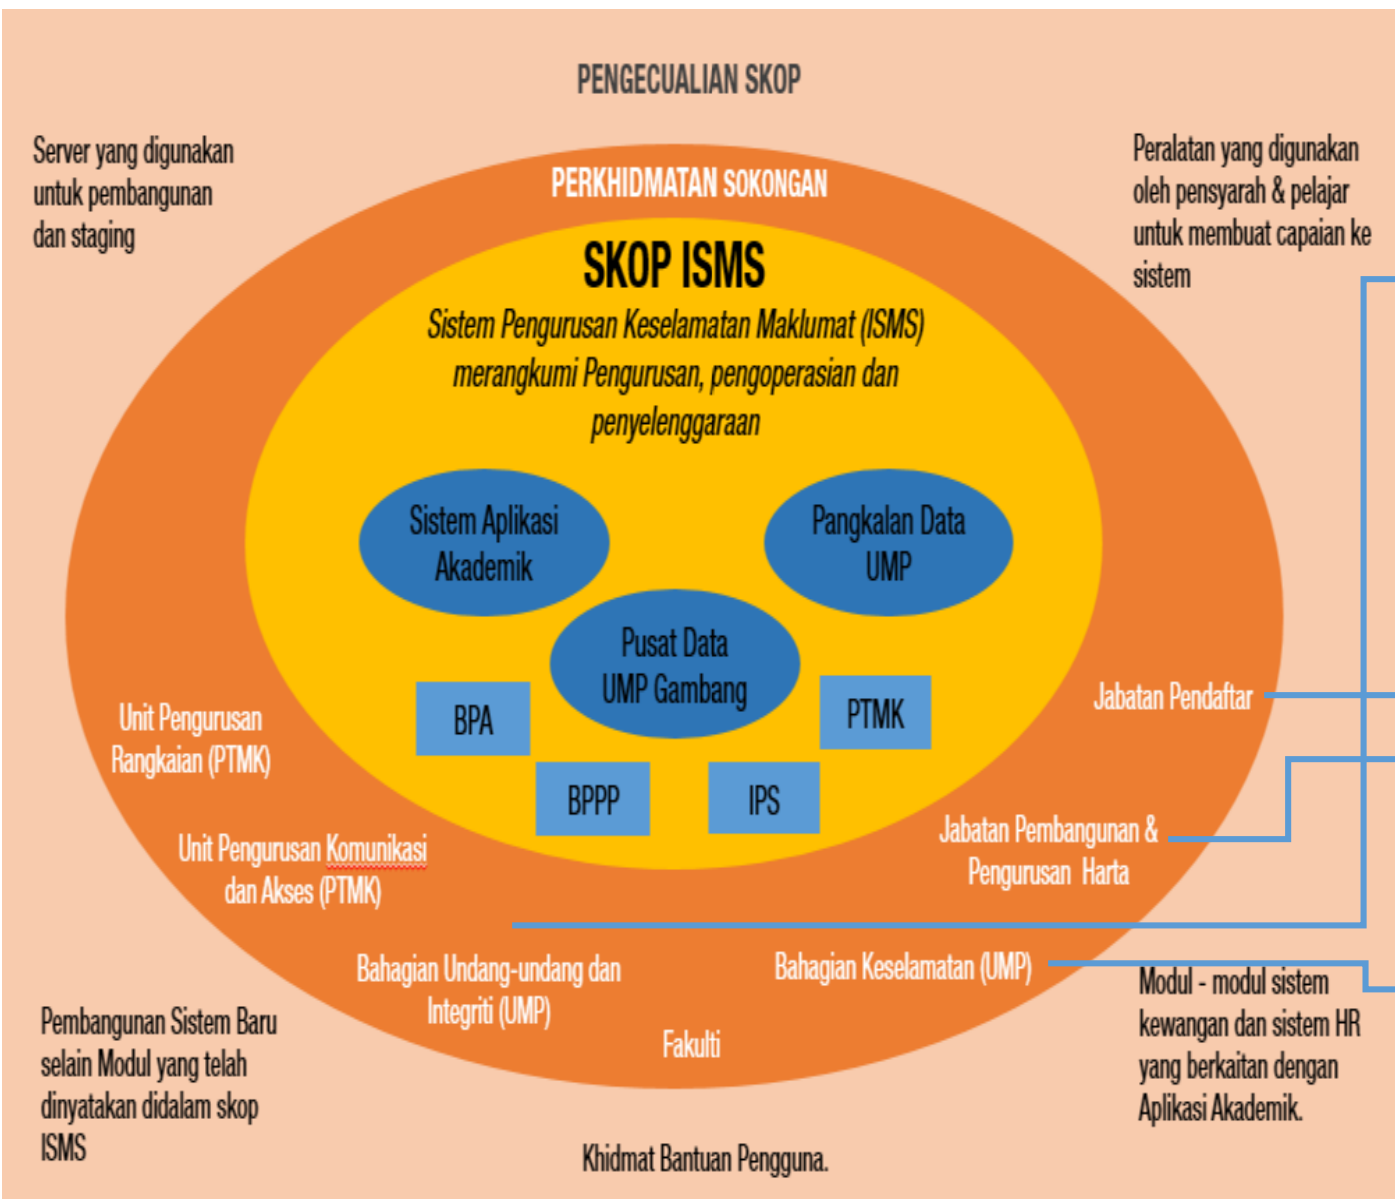 PENGECUALIAN SKOP
Server yang digunakan
untuk pembangunan
dan staging
Peralatan yang digunakan
oleh pensyarah & pelajar
untuk membuat capaian ke
sistem
PERKHIDMATAN SOKONGAN
SKOP ISMS
Sistem Pengurusan Keselamatan Maklumat (ISMS)
merangkumi Pengurusan, pengoperasian dan
penyelenggaraan
Sistem Aplikasi
Akademik
Pangkalan Data
UMP
Pusat Data
UMP Gambang
BPA
PTMK
BPPP
IPS
Unit Pengurusan
Rangkaian (PTMK)
Jabatan Pendaftar
Unit Pengurusan Komunikasi
dan Akses (PTMK)
Jabatan Pembangunan &
Pengurusan Harta
Bahagian Undang-undang dan
Integriti (UMP)
Bahagian Keselamatan (UMP)
Fakulti
Pembangunan Sistem Baru
selain Modul yang telah
dinyatakan didalam skop
ISMS
Modul - modul sistem
kewangan dan sistem HR
yang berkaitan dengan
Aplikasi Akademik.
Khidmat Bantuan Pengguna.